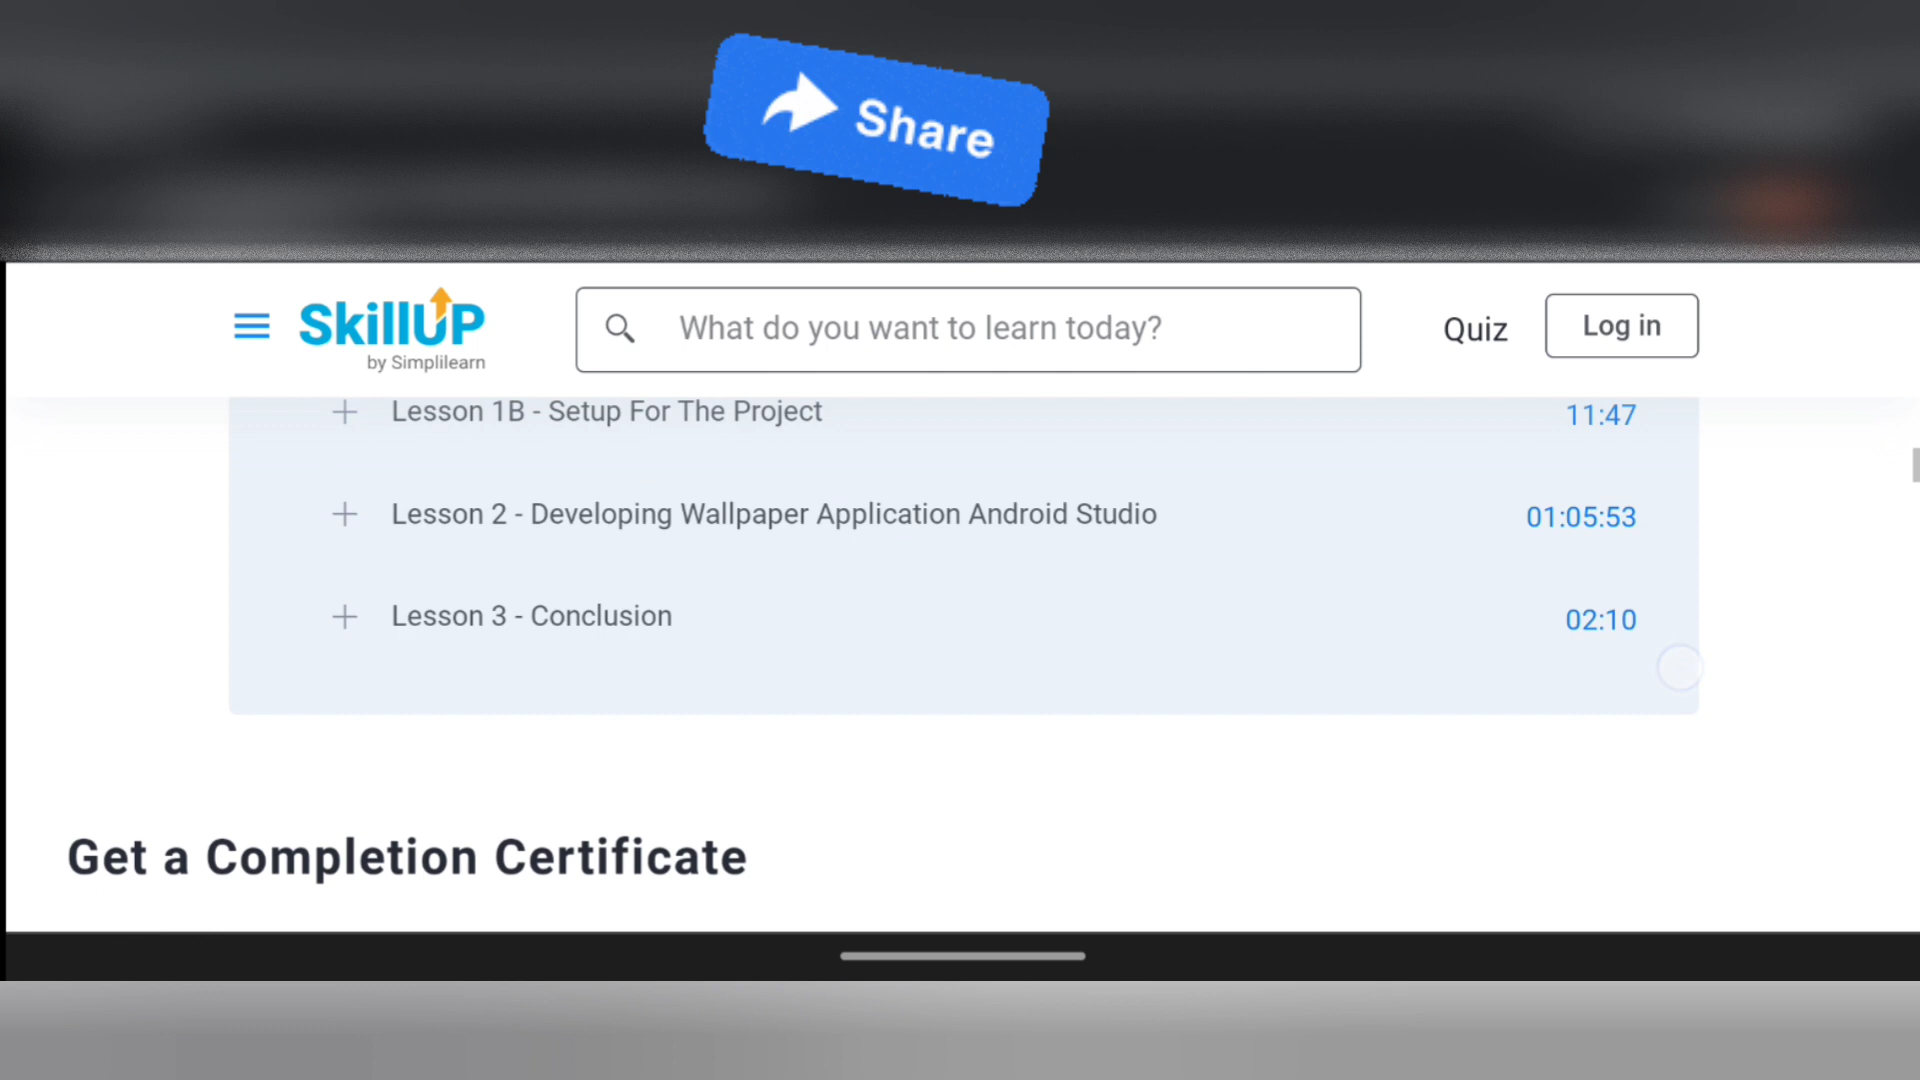 Share
SkillUP
by Simplilearn
What do you want to learn today?
Quiz
Log in
Lesson 1B - Setup For The Project
11:47
Lesson 2 - Developing Wallpaper Application Android Studio
01:05:53
Lesson 3 - Conclusion
02:10
Get a Completion Certificate